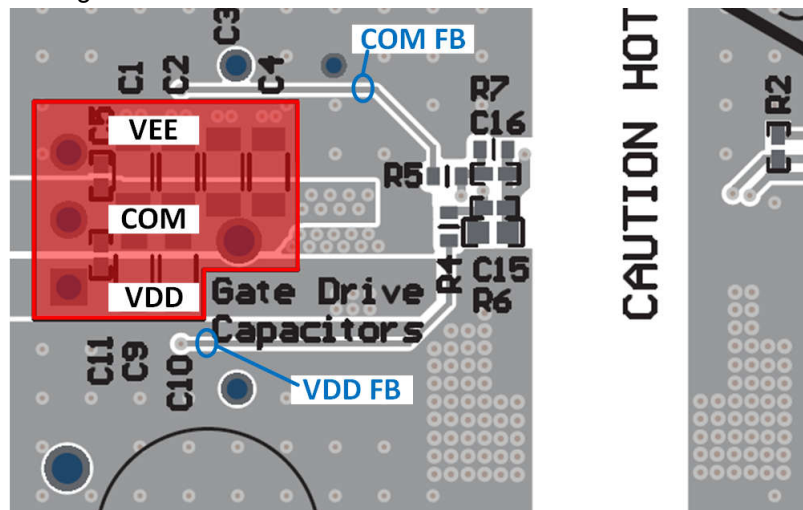 COM FB
C3
C1
C2
C4
R7
C16
C5
VEE
R5
COM
VDD
Gate Drive
Capacitors
R4
C15
R6
C11
C9
C10
VDD FB
CAUTION HOT
R2